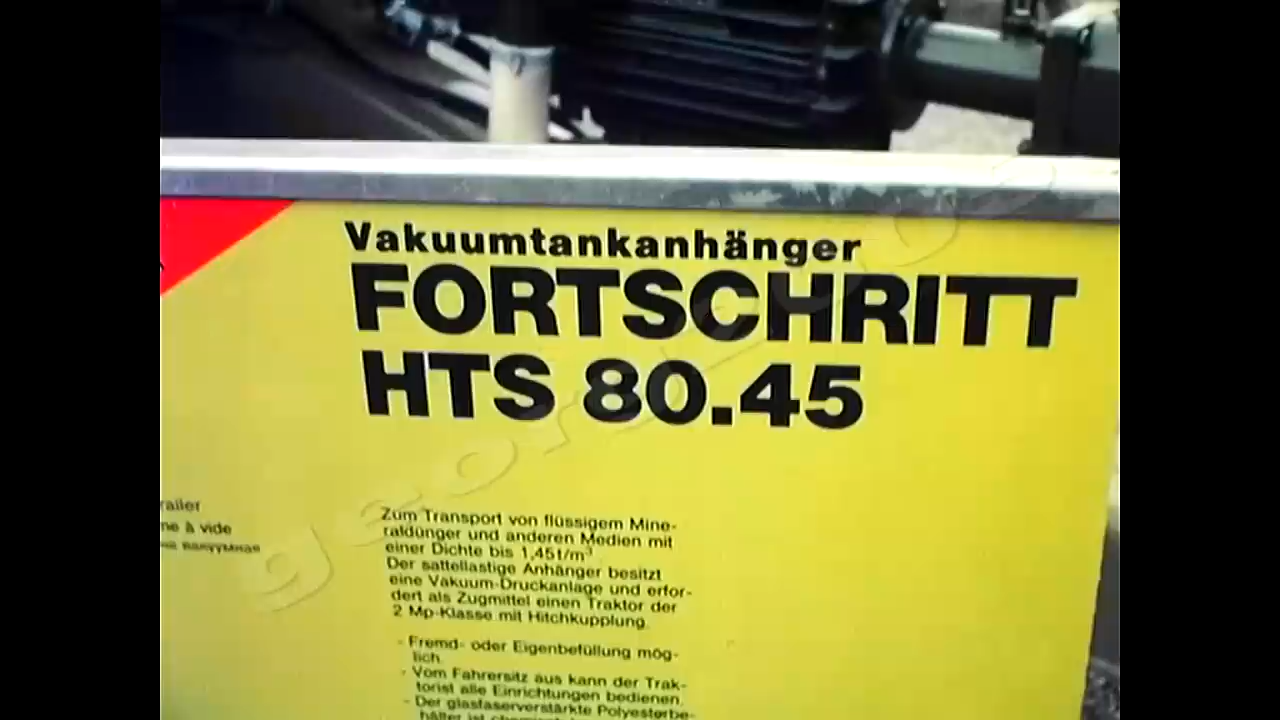 Vakuumtankanhänger
FORTSCHRITT
HTS 80.45
railer
à vide
вакуумная
Zum Transport von flüssigem Mine-
raldünger und anderen Medien mit
einer Dichte bis 1,45t/m³
Der sattellastige Anhänger besitzt
eine Vakuum-Druckanlage und erfor-
dert als Zugmittel einen Traktor der
2 Mp-Klasse mit Hitchkupplung.
- Fremd- oder Eigenbefüllung mög-
lich.
- Vom Fahrersitz aus kann der Trak-
torist alle Einrichtungen bedienen.
- Der glasfaserverstärkte Polyesterbe-
hälter ist